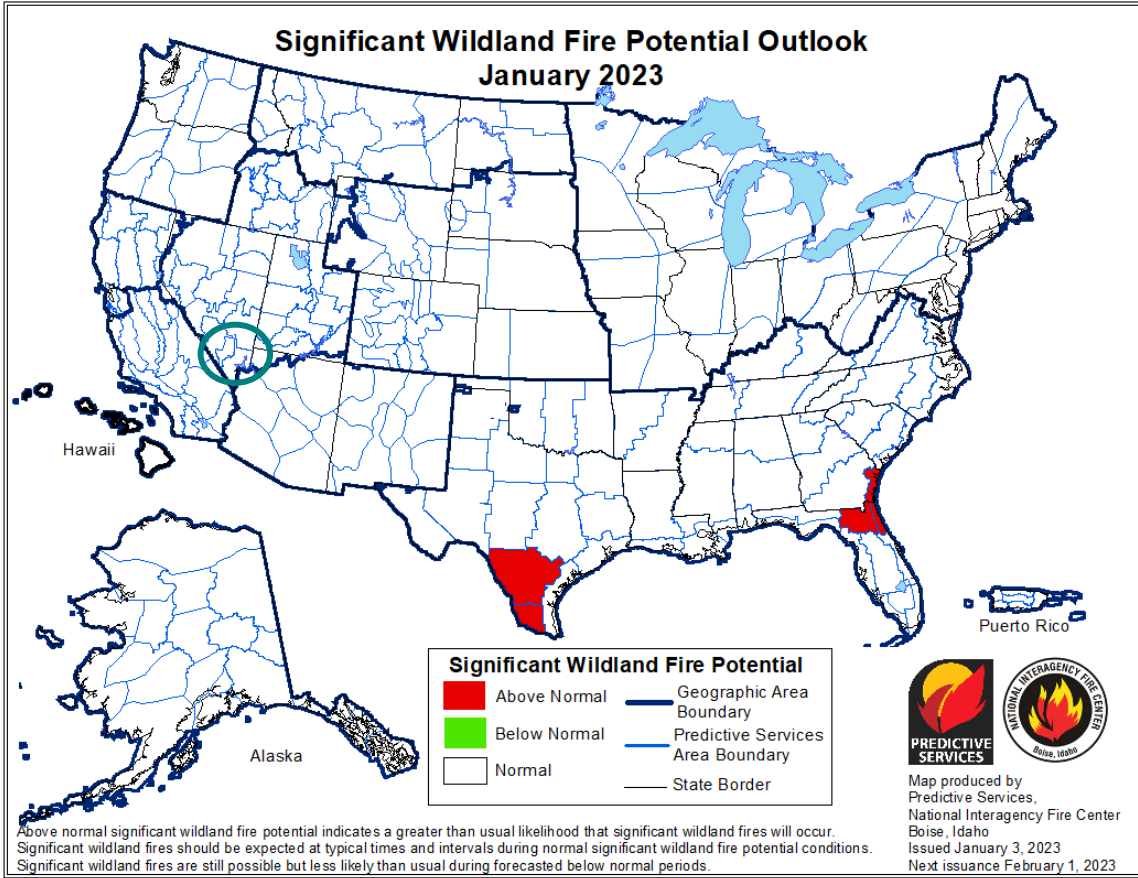 Significant Wildland Fire Potential Outlook
January 2023
Hawaii
Alaska
Puerto Rico
Significant Wildland Fire Potential
Above Normal
Below Normal
Normal
Geographic Area
Boundary
Predictive Services
Area Boundary
State Border
PREDICTIVE
SERVICES
NATIONAL INTERAGENCY FIRE CENTER
Boise, Idaho
Map produced by
Predictive Services,
National Interagency Fire Center
Boise, Idaho
Issued January 3, 2023
Next issuance February 1, 2023
Above normal significant wildland fire potential indicates a greater than usual likelihood that significant wildland fires will occur.
Significant wildland fires should be expected at typical times and intervals during normal significant wildland fire potential conditions.
Significant wildland fires are still possible but less likely than usual during forecasted below normal periods.